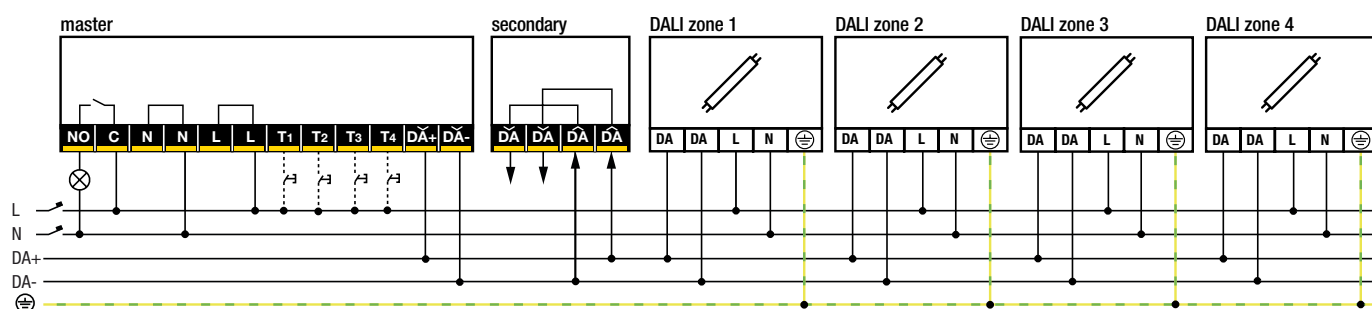 master secondary DALI zone 1 DALI zone 2 DALI zone 3 DALI zone 4
NO C N N L L T1 T2 T3 T4 DA+ DA- DA DA DA DA DA DA L N DA DA L N DA DA L N DA DA L N
L
N
DA+
DA-